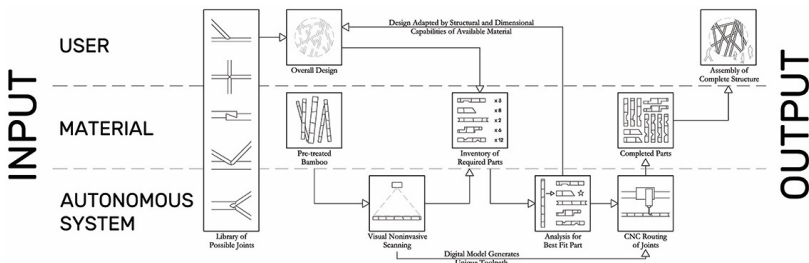 INPUT
USER
MATERIAL
AUTONOMOUS
SYSTEM
Library of
Possible Joints
Overall Design
Design Adapted by Structural and Dimensional
Capabilities of Available Material
Pre-treated
Bamboo
x 3
x 8
x 2
x 6
x 12
Inventory of
Required Parts
Visual Noninvasive
Scanning
Analysis for
Best Fit Part
CNC Routing
of Joints
Digital Model Generates
Unique Toolpath
Completed Parts
Assembly of
Complete Structure
OUTPUT